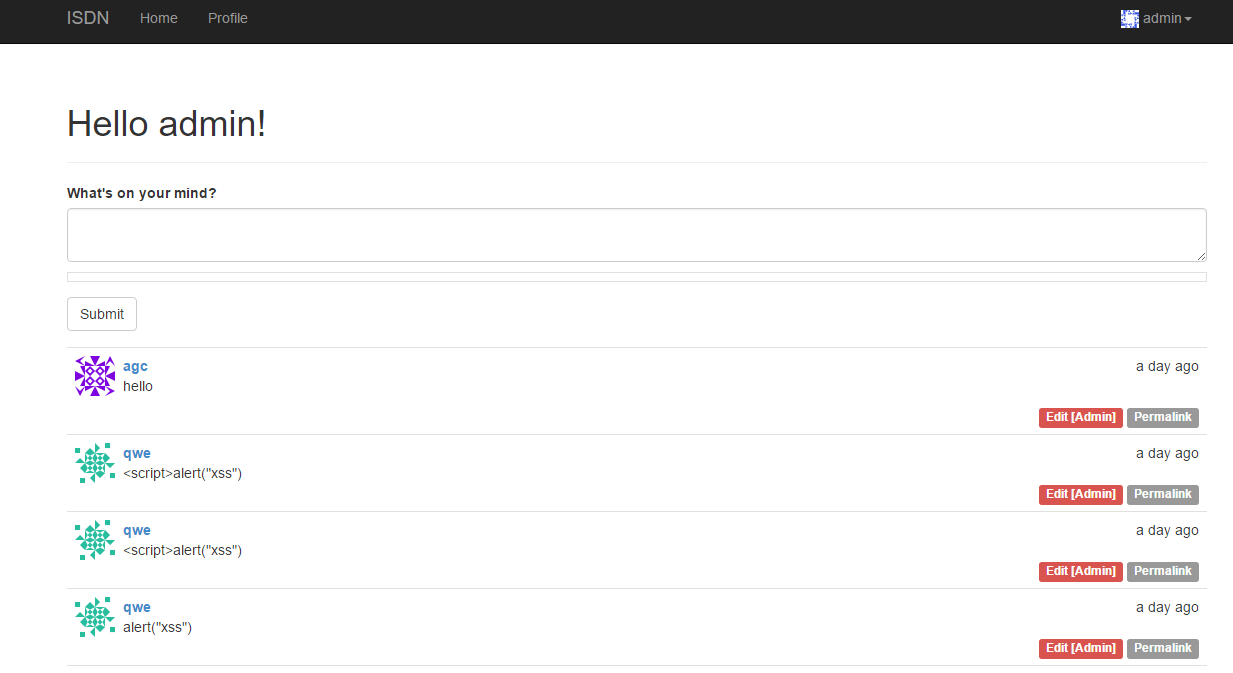 ISDN Home Profile admin
Hello admin!
What's on your mind?
Submit
agc a day ago
hello
Edit [Admin] Permalink
qwe a day ago
<script>alert("xss")
Edit [Admin] Permalink
qwe a day ago
<script>alert("xss")
Edit [Admin] Permalink
qwe a day ago
alert("xss")
Edit [Admin] Permalink